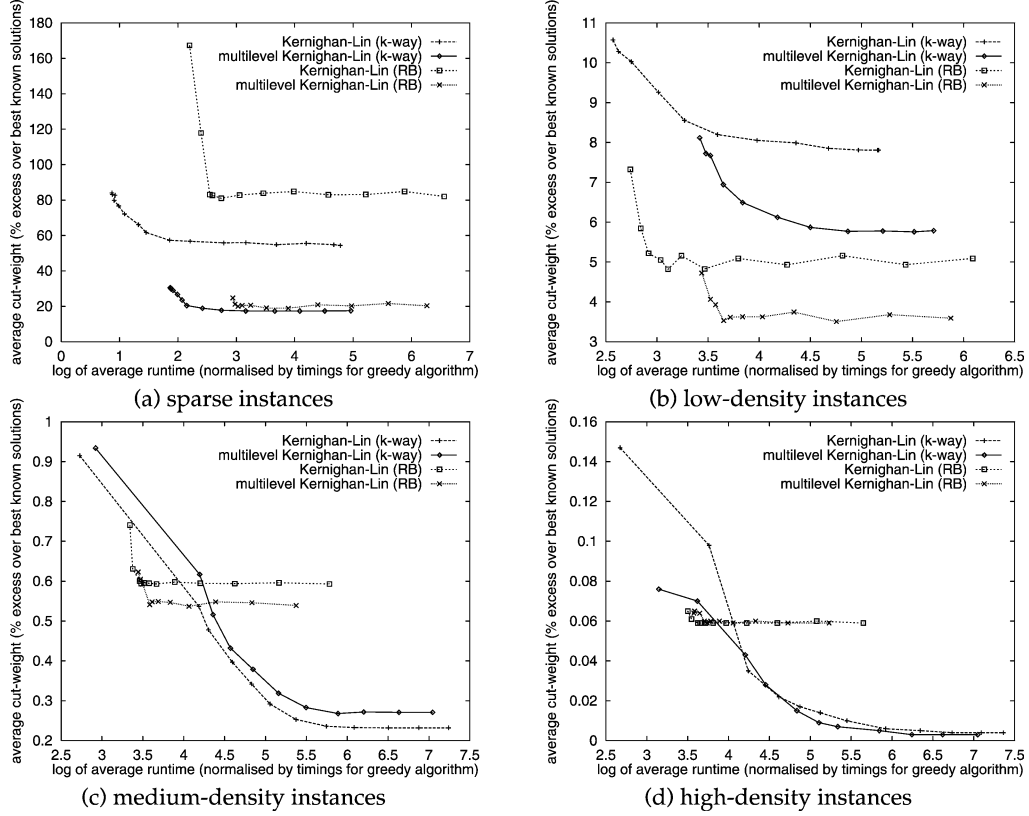 average cut-weight (% excess over best known solutions)
180
160
140
120
100
80
60
40
20
0
Kernighan-Lin (k-way)
multilevel Kernighan-Lin (k-way)
Kernighan-Lin (RB)
multilevel Kernighan-Lin (RB)
0 1 2 3 4 5 6 7
log of average runtime (normalised by timings for greedy algorithm)
(a) sparse instances
average cut-weight (% excess over best known solutions)
11
10
9
8
7
6
5
4
3
Kernighan-Lin (k-way)
multilevel Kernighan-Lin (k-way)
Kernighan-Lin (RB)
multilevel Kernighan-Lin (RB)
2.5 3 3.5 4 4.5 5 5.5 6 6.5
log of average runtime (normalised by timings for greedy algorithm)
(b) low-density instances
average cut-weight (% excess over best known solutions)
1
0.9
0.8
0.7
0.6
0.5
0.4
0.3
0.2
Kernighan-Lin (k-way)
multilevel Kernighan-Lin (k-way)
Kernighan-Lin (RB)
multilevel Kernighan-Lin (RB)
2.5 3 3.5 4 4.5 5 5.5 6 6.5 7 7.5
log of average runtime (normalised by timings for greedy algorithm)
(c) medium-density instances
average cut-weight (% excess over best known solutions)
0.16
0.14
0.12
0.1
0.08
0.06
0.04
0.02
0
Kernighan-Lin (k-way)
multilevel Kernighan-Lin (k-way)
Kernighan-Lin (RB)
multilevel Kernighan-Lin (RB)
2.5 3 3.5 4 4.5 5 5.5 6 6.5 7 7.5
log of average runtime (normalised by timings for greedy algorithm)
(d) high-density instances